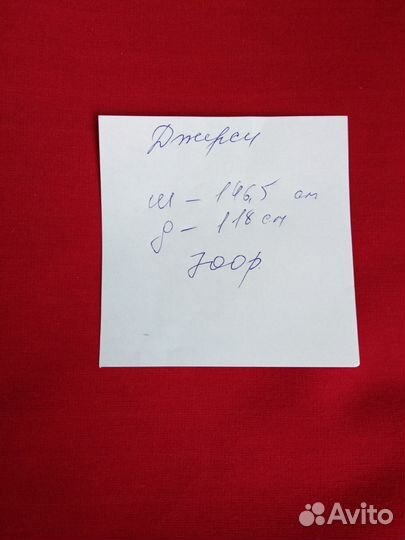 Джерси
ш - 146,5 см
д - 118 см
700р.
Avito